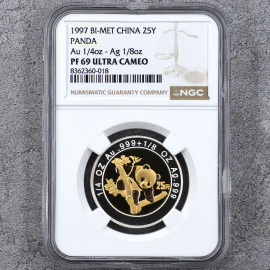 1997 BI-MET CHINA 25Y
PANDA
Au 1/4oz - Ag 1/8oz
PF 69 ULTRA CAMEO
8362360-018
NUMISMATIC GUARANTY COMPANY
NGC
1/4 OZ Au .999+1/8 OZ Ag.999
25元